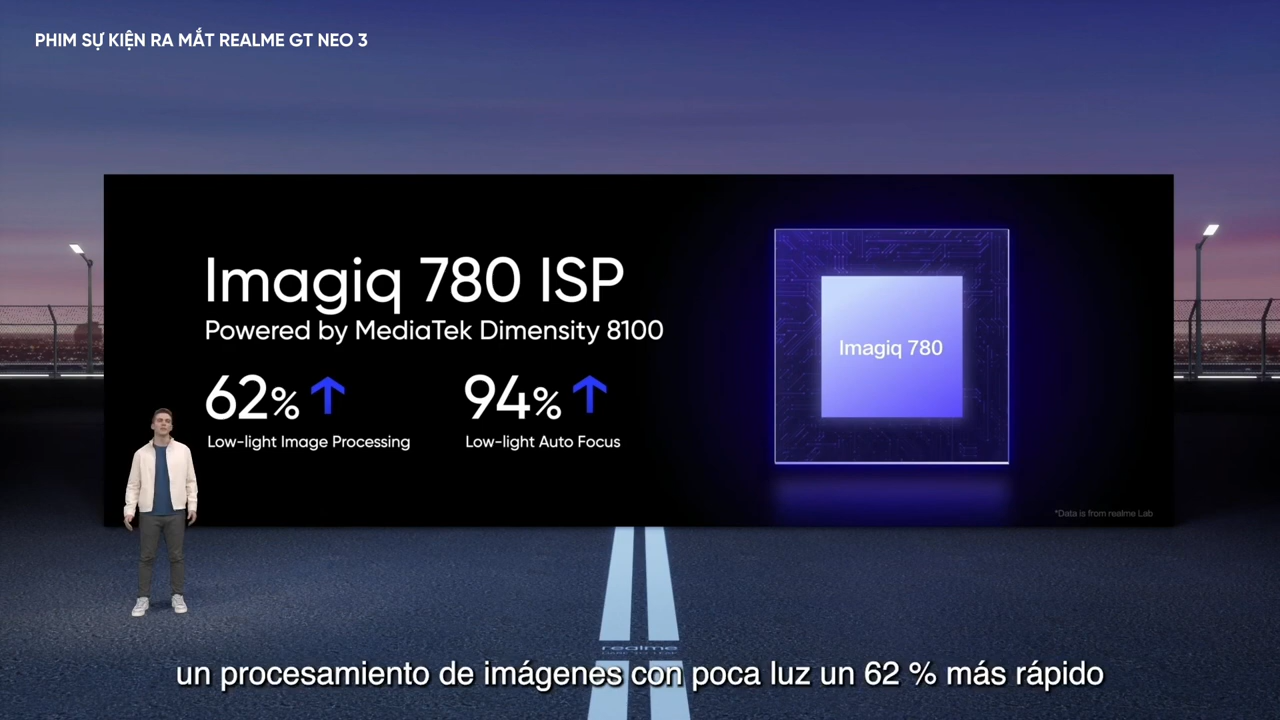 PHIM SỰ KIỆN RA MẮT REALME GT NEO 3
Imagiq 780 ISP
Powered by MediaTek Dimensity 8100
62% ↑
Low-light Image Processing
94% ↑
Low-light Auto Focus
Imagiq 780
*Data is from realme Lab
realme
un procesamiento de imágenes con poca luz un 62 % más rápido